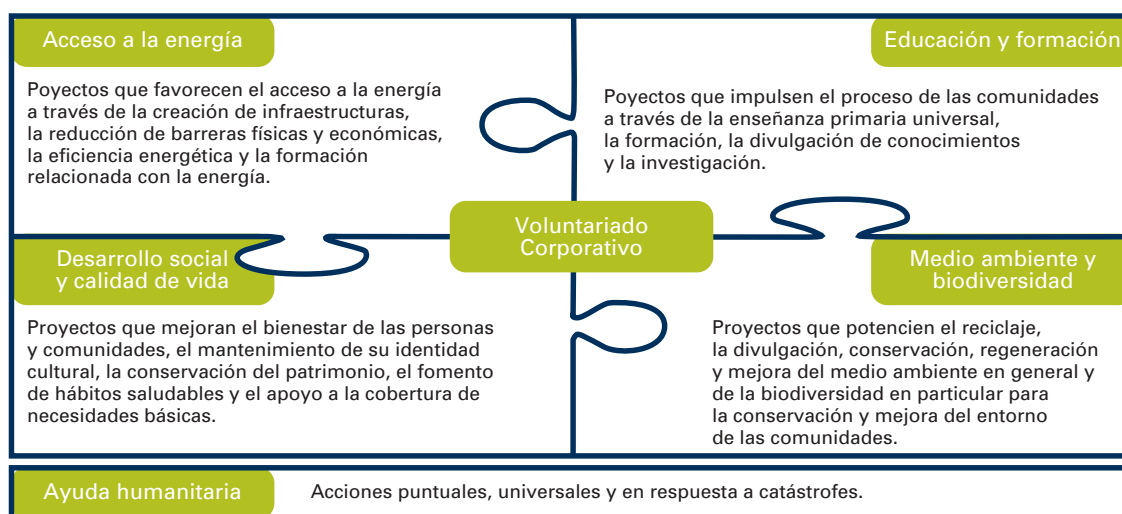 Acceso a la energía
Poyectos que favorecen el acceso a la energía
a través de la creación de infraestructuras,
la reducción de barreras físicas y económicas,
la eficiencia energética y la formación
relacionada con la energía.
Educación y formación
Poyectos que impulsen el proceso de las comunidades
a través de la enseñanza primaria universal,
la formación, la divulgación de conocimientos
y la investigación.
Voluntariado
Corporativo
Desarrollo social
y calidad de vida
Proyectos que mejoran el bienestar de las personas
y comunidades, el mantenimiento de su identidad
cultural, la conservación del patrimonio, el fomento
de hábitos saludables y el apoyo a la cobertura de
necesidades básicas.
Medio ambiente y
biodiversidad
Proyectos que potencien el reciclaje,
la divulgación, conservación, regeneración
y mejora del medio ambiente en general y
de la biodiversidad en particular para
la conservación y mejora del entorno
de las comunidades.
Ayuda humanitaria
Acciones puntuales, universales y en respuesta a catástrofes.